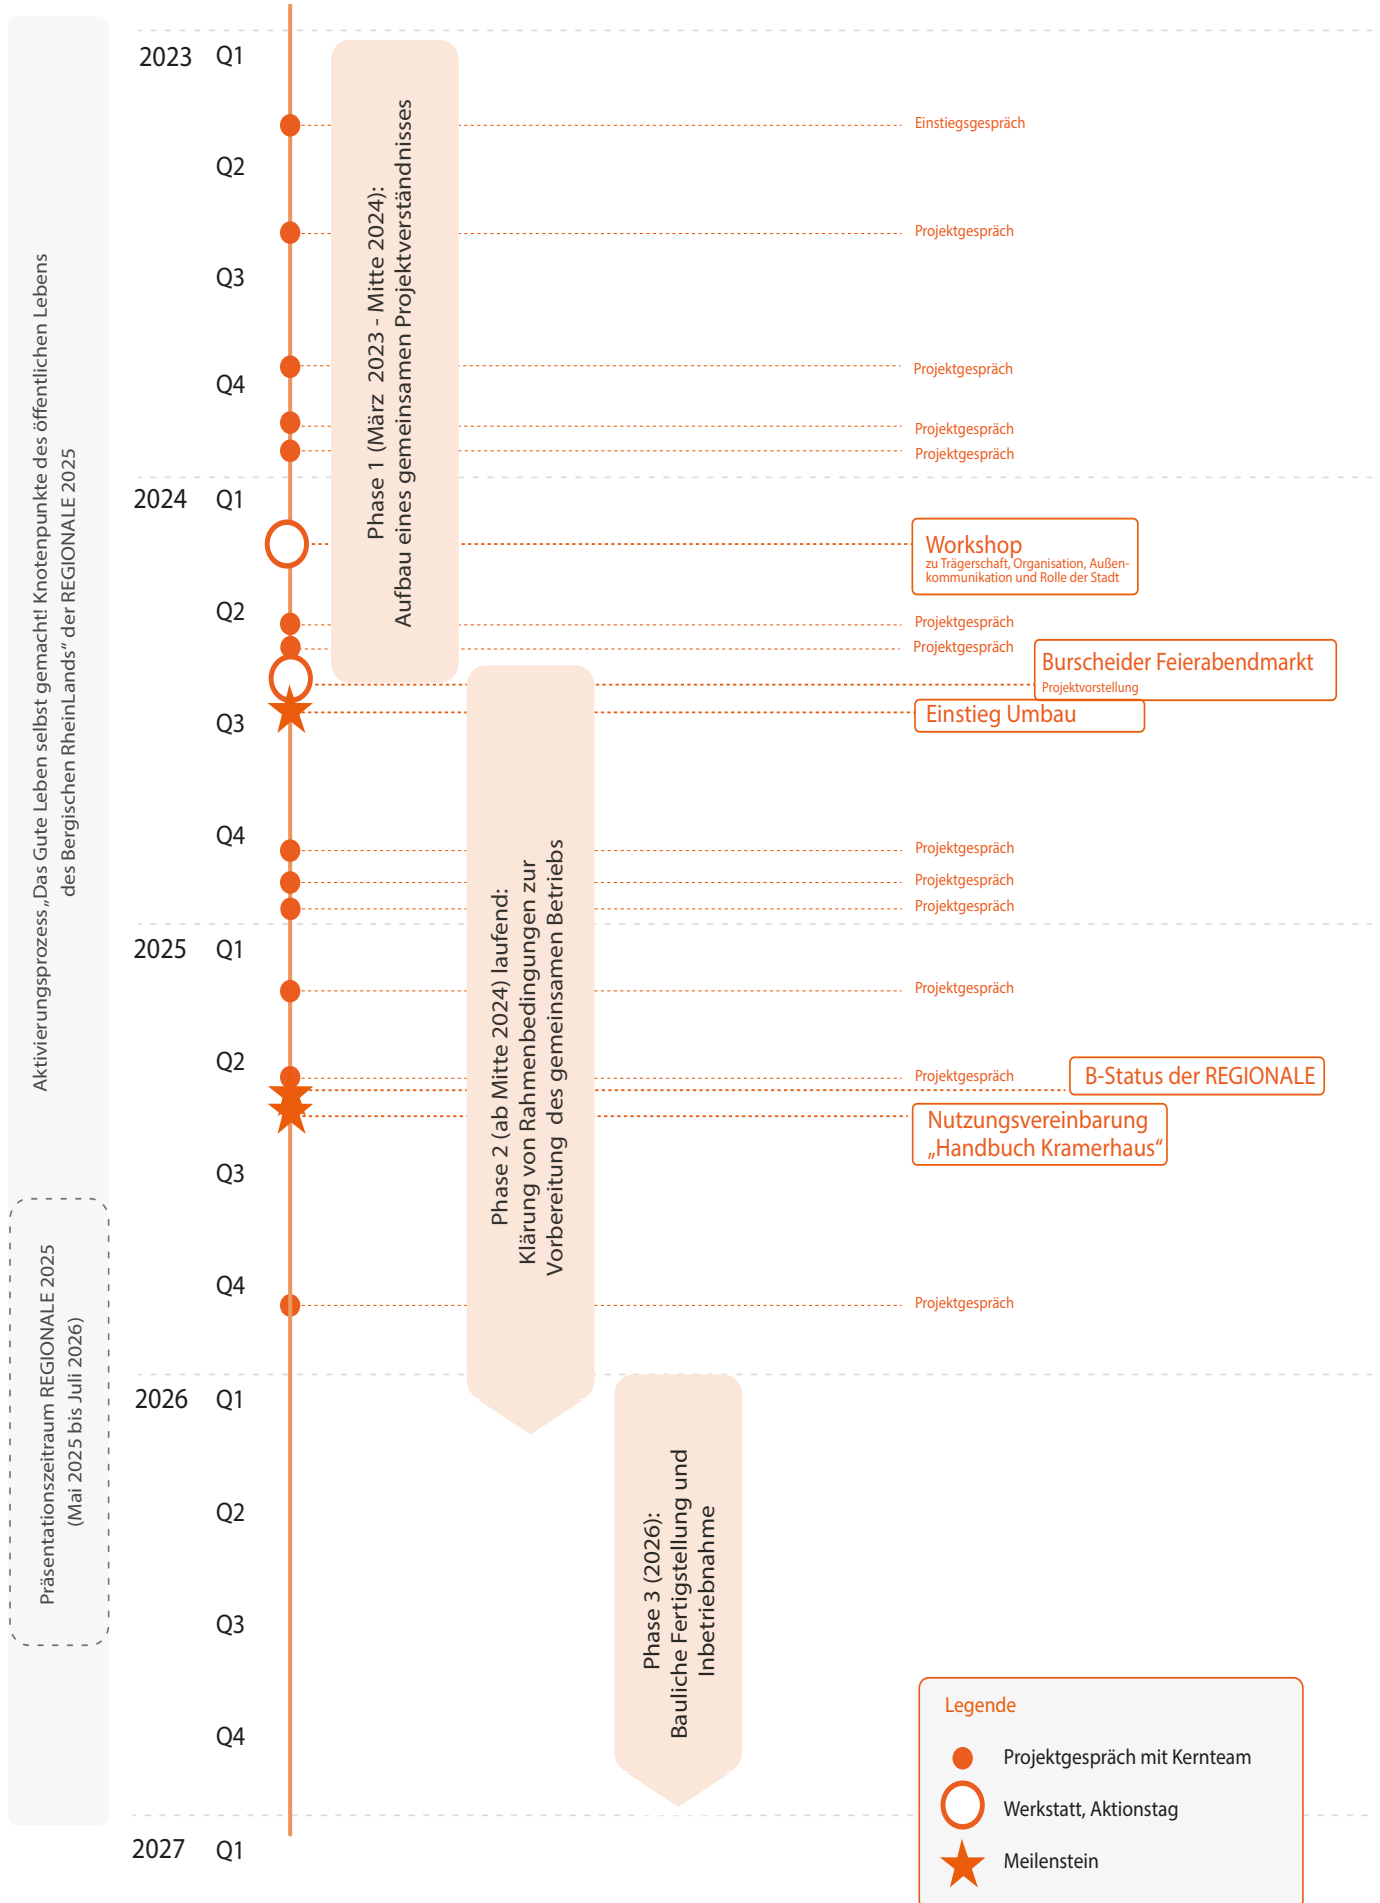 Aktivierungsprozess „Das Gute Leben selbst gemacht! Knotenpunkte des öffentlichen Lebens
des Bergischen RheinLands“ der REGIONALE 2025
Präsentationszeitraum REGIONALE 2025
(Mai 2025 bis Juli 2026)
2023 Q1
Q2
Q3
Q4
2024 Q1
Q2
Q3
Q4
2025 Q1
Q2
Q3
Q4
2026 Q1
Q2
Q3
Q4
2027 Q1
Phase 1 (März 2023 - Mitte 2024):
Aufbau eines gemeinsamen Projektverständnisses
Phase 2 (ab Mitte 2024) laufend:
Klärung von Rahmenbedingungen zur
Vorbereitung des gemeinsamen Betriebs
Phase 3 (2026):
Bauliche Fertigstellung und
Inbetriebnahme
Einstiegsgespräch
Projektgespräch
Projektgespräch
Projektgespräch
Projektgespräch
Workshop
zu Trägerschaft, Organisation, Außen-
kommunikation und Rolle der Stadt
Projektgespräch
Projektgespräch
Burscheider Feierabendmarkt
Projektvorstellung
Einstieg Umbau
Projektgespräch
Projektgespräch
Projektgespräch
Projektgespräch
Projektgespräch
B-Status der REGIONALE
Nutzungsvereinbarung
„Handbuch Kramerhaus“
Projektgespräch
Legende
Projektgespräch mit Kernteam
Werkstatt, Aktionstag
Meilenstein